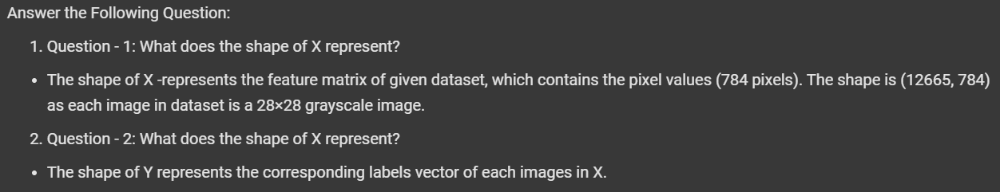 Answer the Following Question:
1. Question - 1: What does the shape of X represent?
• The shape of X -represents the feature matrix of given dataset, which contains the pixel values (784 pixels). The shape is (12665, 784)
as each image in dataset is a 28×28 grayscale image.
2. Question - 2: What does the shape of X represent?
• The shape of Y represents the corresponding labels vector of each images in X.